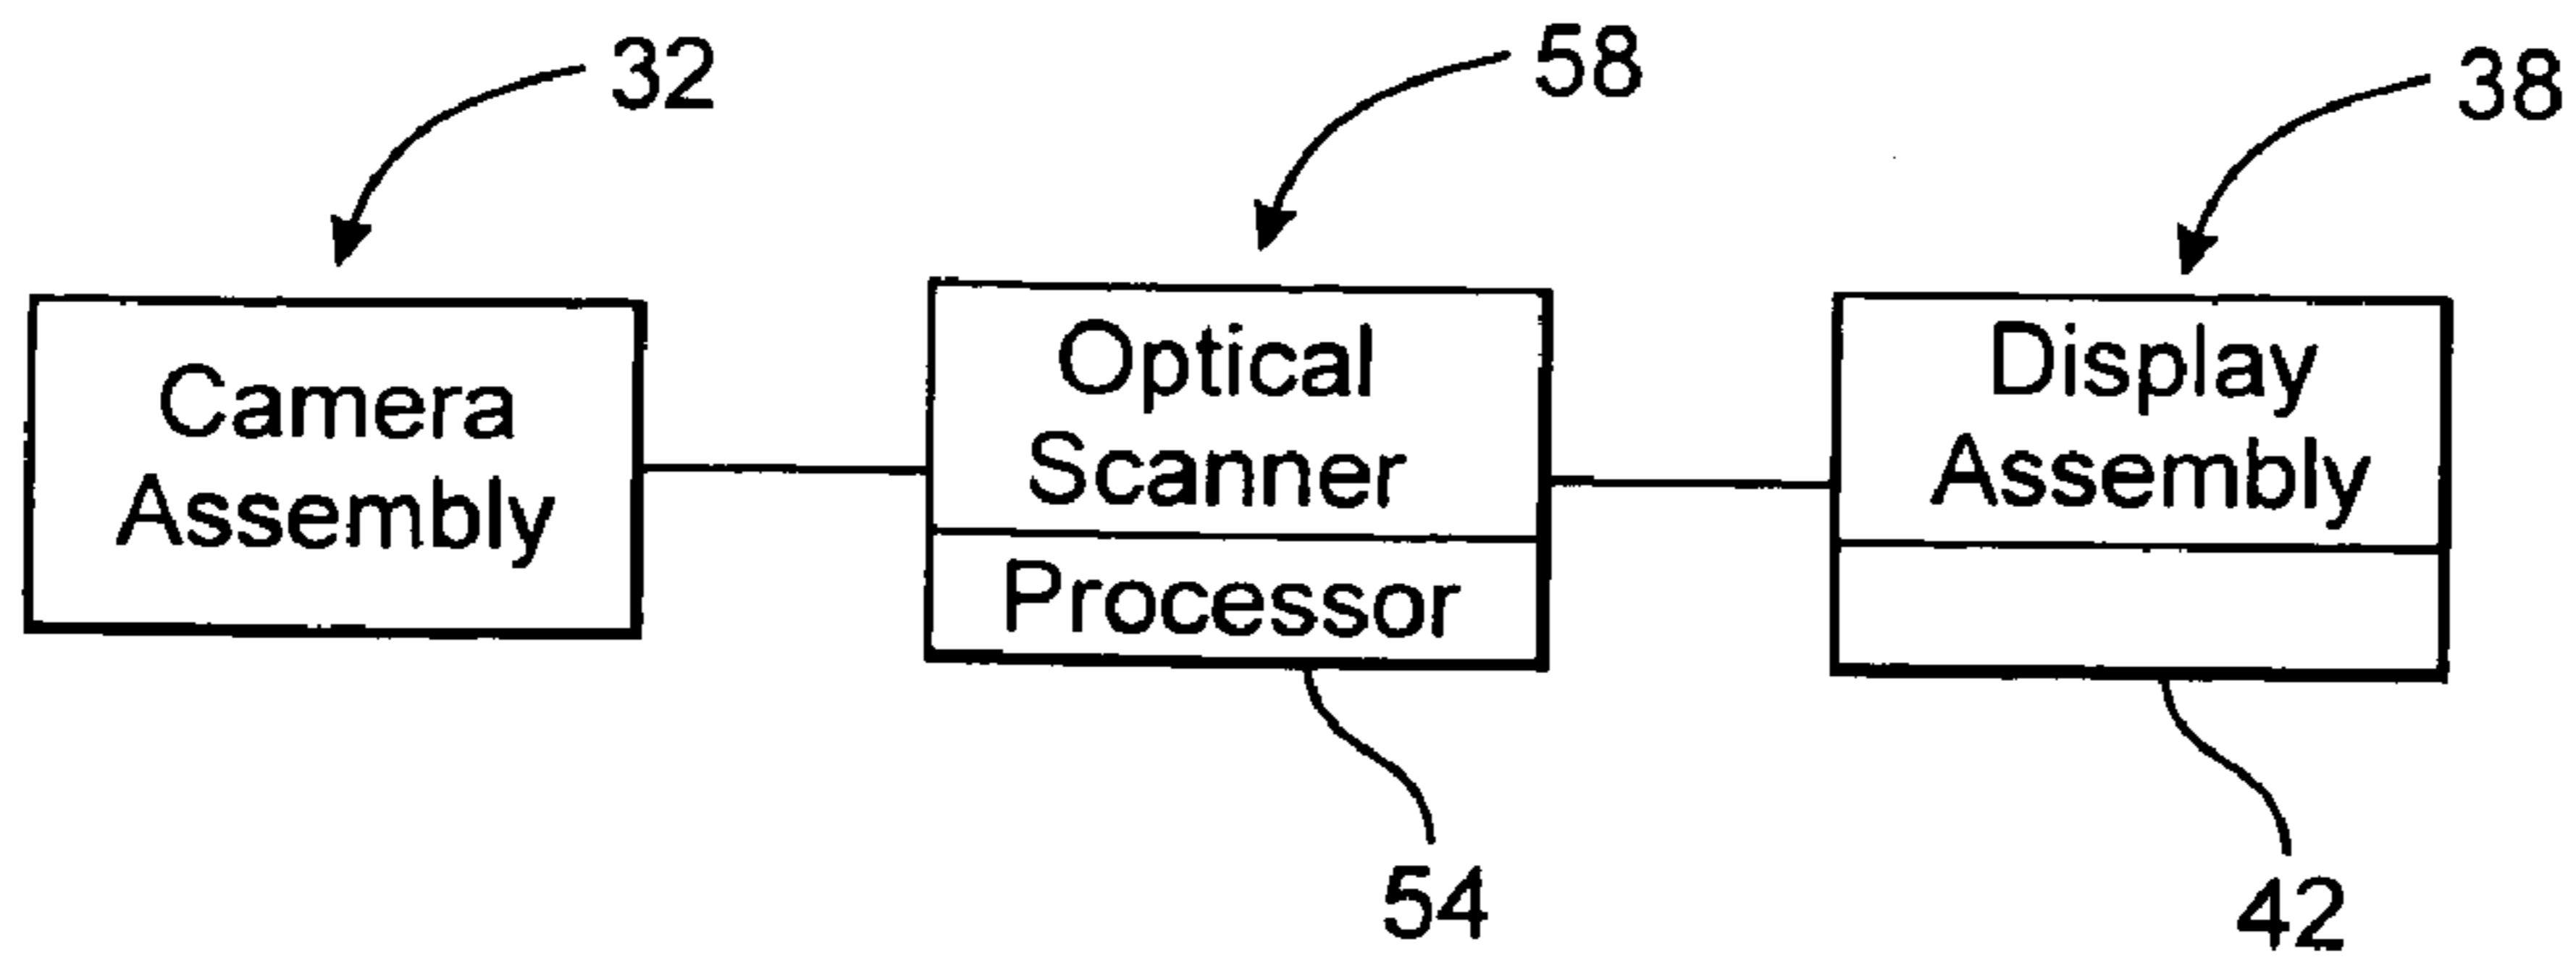 32
58
38
Camera
Assembly
Optical
Scanner
Processor
Display
Assembly
54
42